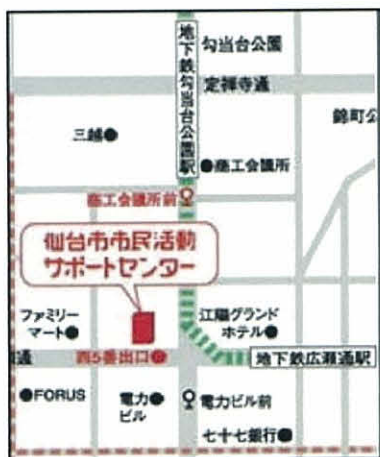 勾当台公園
地下鉄勾当台公園駅
定禅寺通
錦町公
三越
商工会議所
商工会議所前
仙台市市民活動
サポートセンター
ファミリー
マート
江陽グランド
ホテル
通
西5番出口
地下鉄広瀬通駅
FORUS
電力
ビル
電力ビル前
七十七銀行